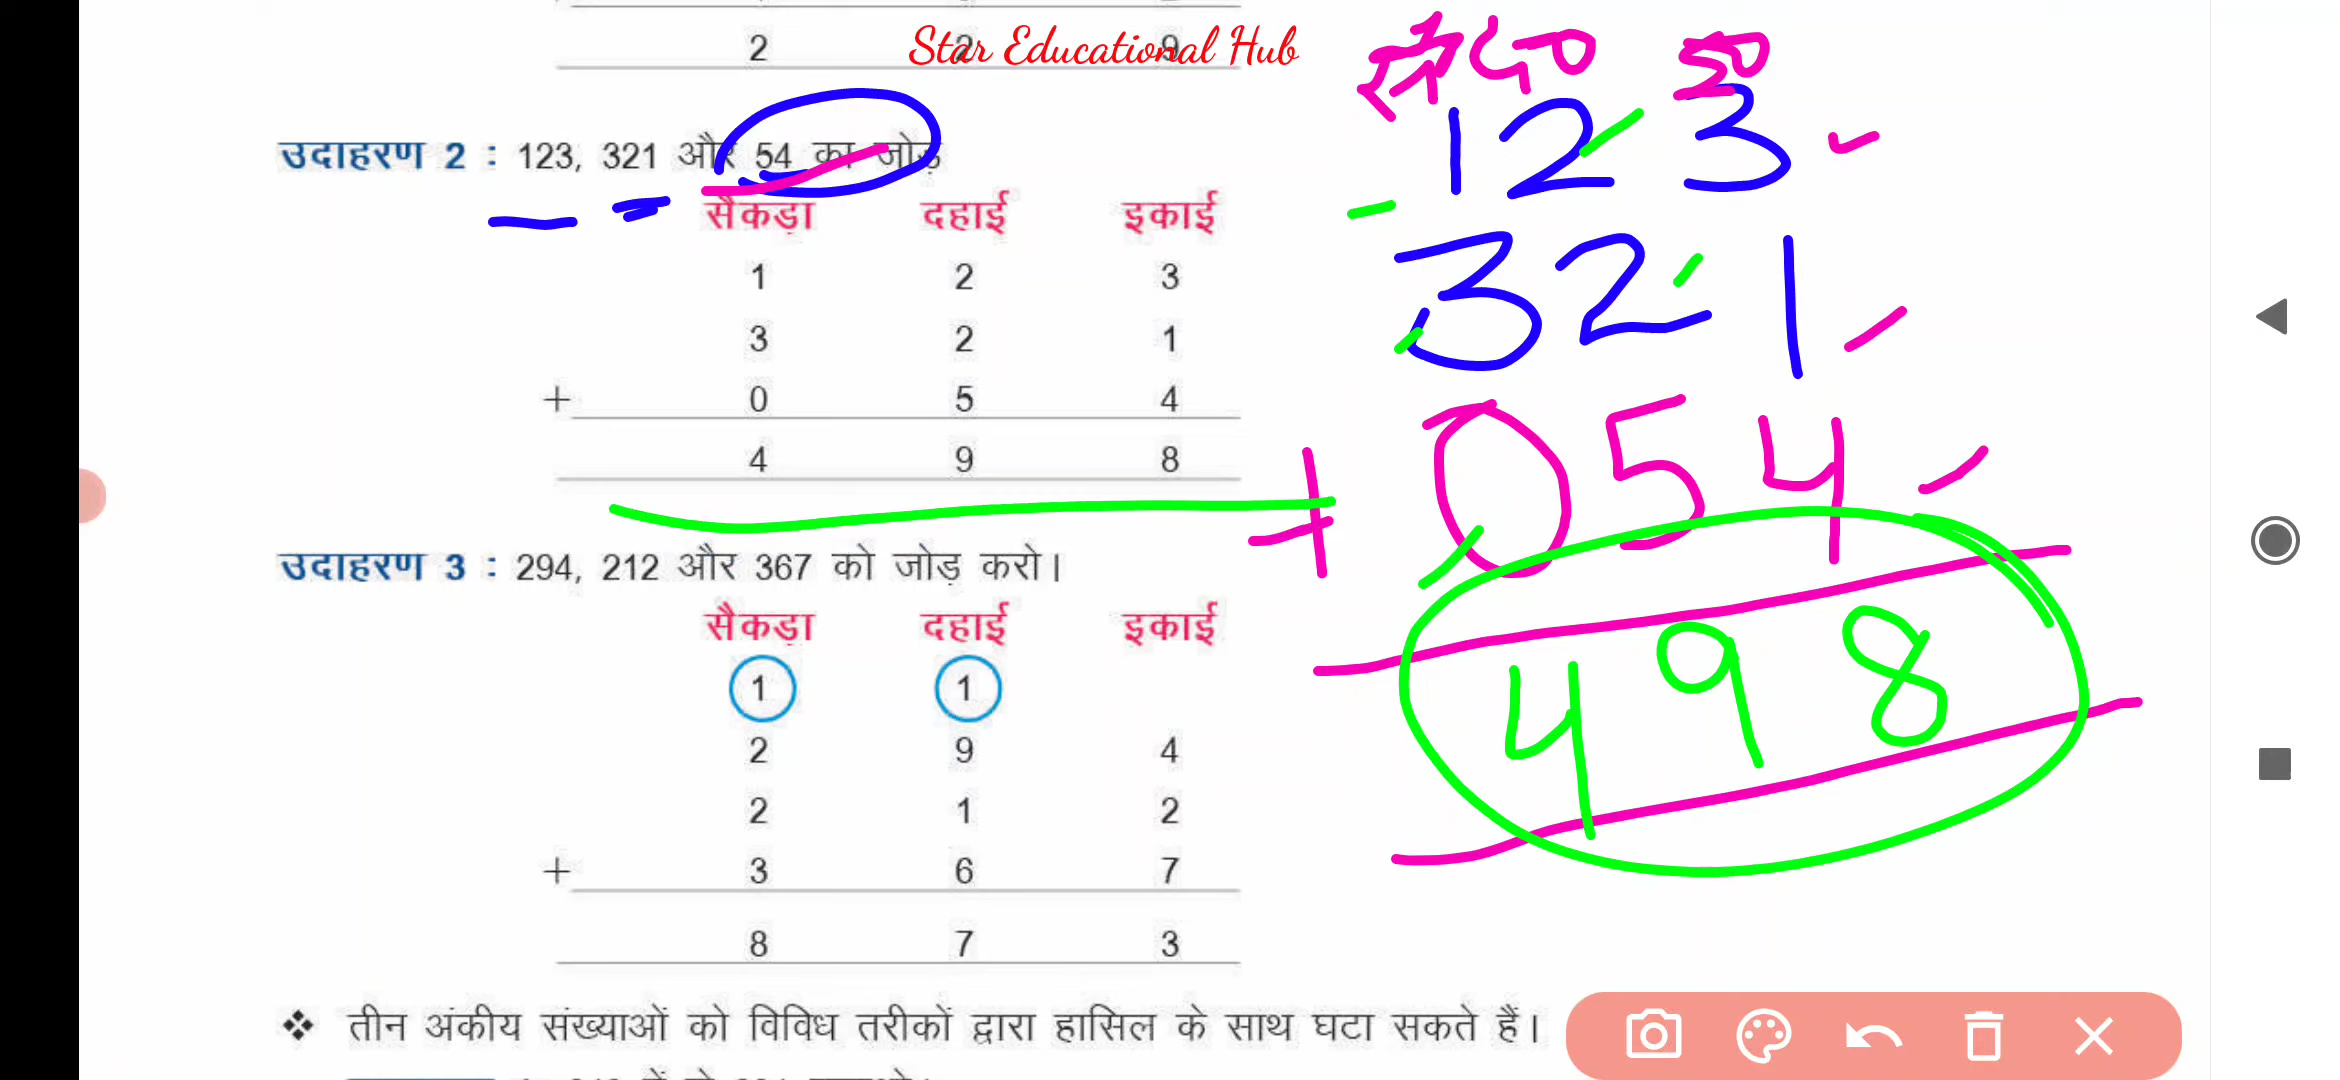 2 2 9
Star Educational Hub
उदाहरण 2 : 123, 321 और 54 का जोड़
सैकड़ा दहाई इकाई
1 2 3
3 2 1
+ 0 5 4
4 9 8
उदाहरण 3 : 294, 212 और 367 को जोड़ करो।
सैकड़ा दहाई इकाई
1 1
2 9 4
2 1 2
+ 3 6 7
8 7 3
❖ तीन अंकीय संख्याओं को विविध तरीकों द्वारा हासिल के साथ घटा सकते हैं।
123
321
+ 054
498